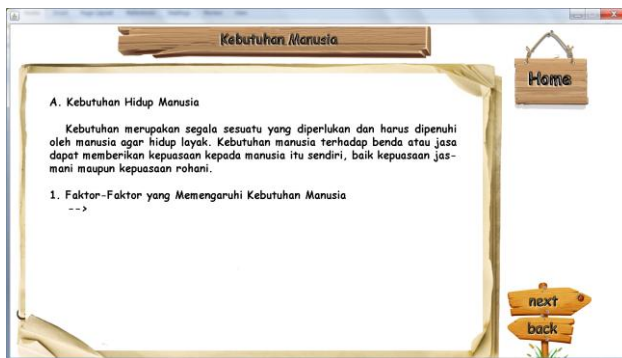 Kebutuhan Manusia
Home
A. Kebutuhan Hidup Manusia
Kebutuhan merupakan segala sesuatu yang diperlukan dan harus dipenuhi
oleh manusia agar hidup layak. Kebutuhan manusia terhadap benda atau jasa
dapat memberikan kepuasaan kepada manusia itu sendiri, baik kepuasaan jas-
mani maupun kepuasaan rohani.
1. Faktor-Faktor yang Memengaruhi Kebutuhan Manusia
-->
next
back